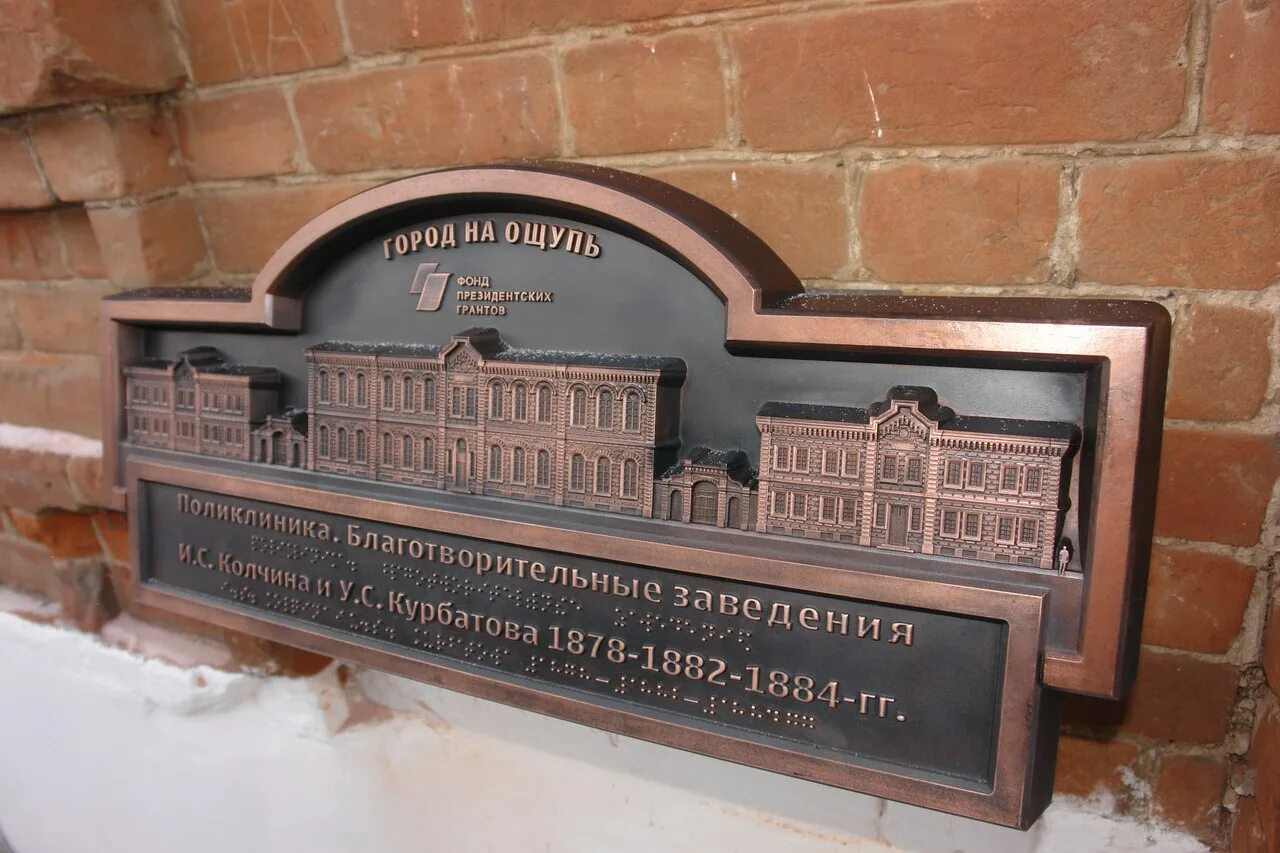 ГОРОД НА ОЩУПЬ
ФОНД
ПРЕЗИДЕНТСКИХ
ГРАНТОВ
Поликлиника. Благотворительные заведения
И.С. Колчина и У.С. Курбатова 1878-1882-1884-гг.